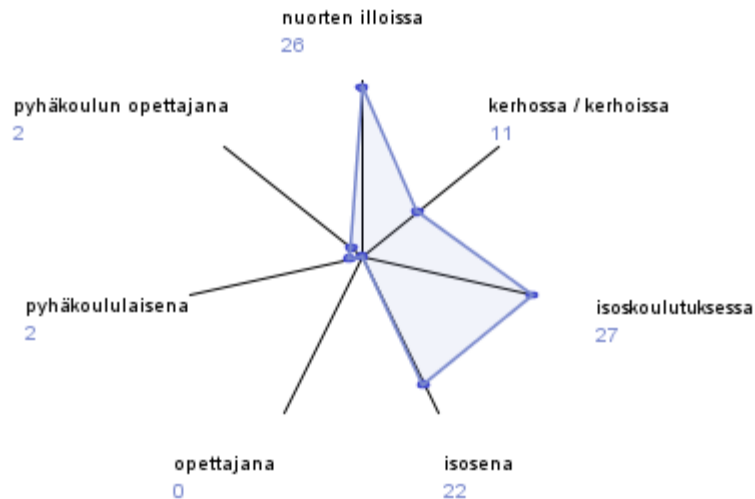 nuorten illoissa
26
kerhossa / kerhoissa
11
isoskoulutuksessa
27
isosena
22
opettajana
0
pyhäkoululaisena
2
pyhäkoulun opettajana
2